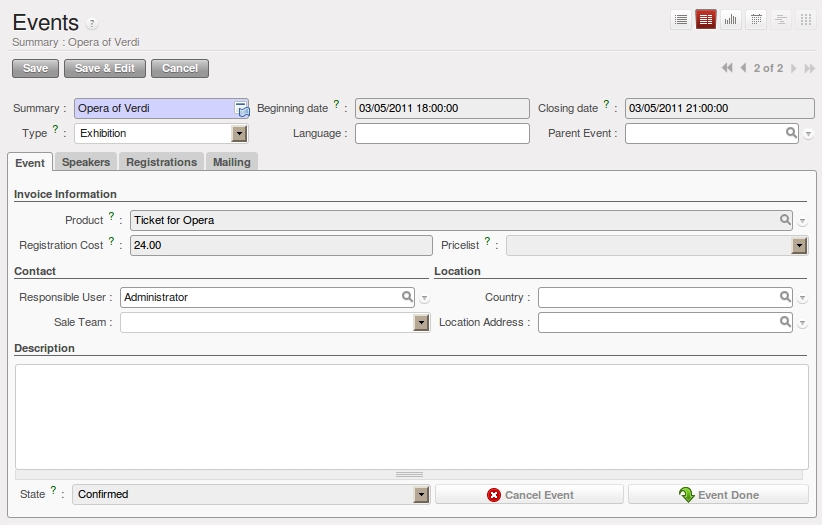 Events ?
Summary : Opera of Verdi
Save Save & Edit Cancel 2 of 2
Summary : Opera of Verdi Beginning date ? : 03/05/2011 18:00:00 Closing date ? : 03/05/2011 21:00:00
Type ? : Exhibition Language : Parent Event :
Event Speakers Registrations Mailing
Invoice Information
Product ? : Ticket for Opera
Registration Cost ? : 24.00 Pricelist ? :
Contact Location
Responsible User : Administrator Country :
Sale Team : Location Address :
Description
State ? : Confirmed Cancel Event Event Done